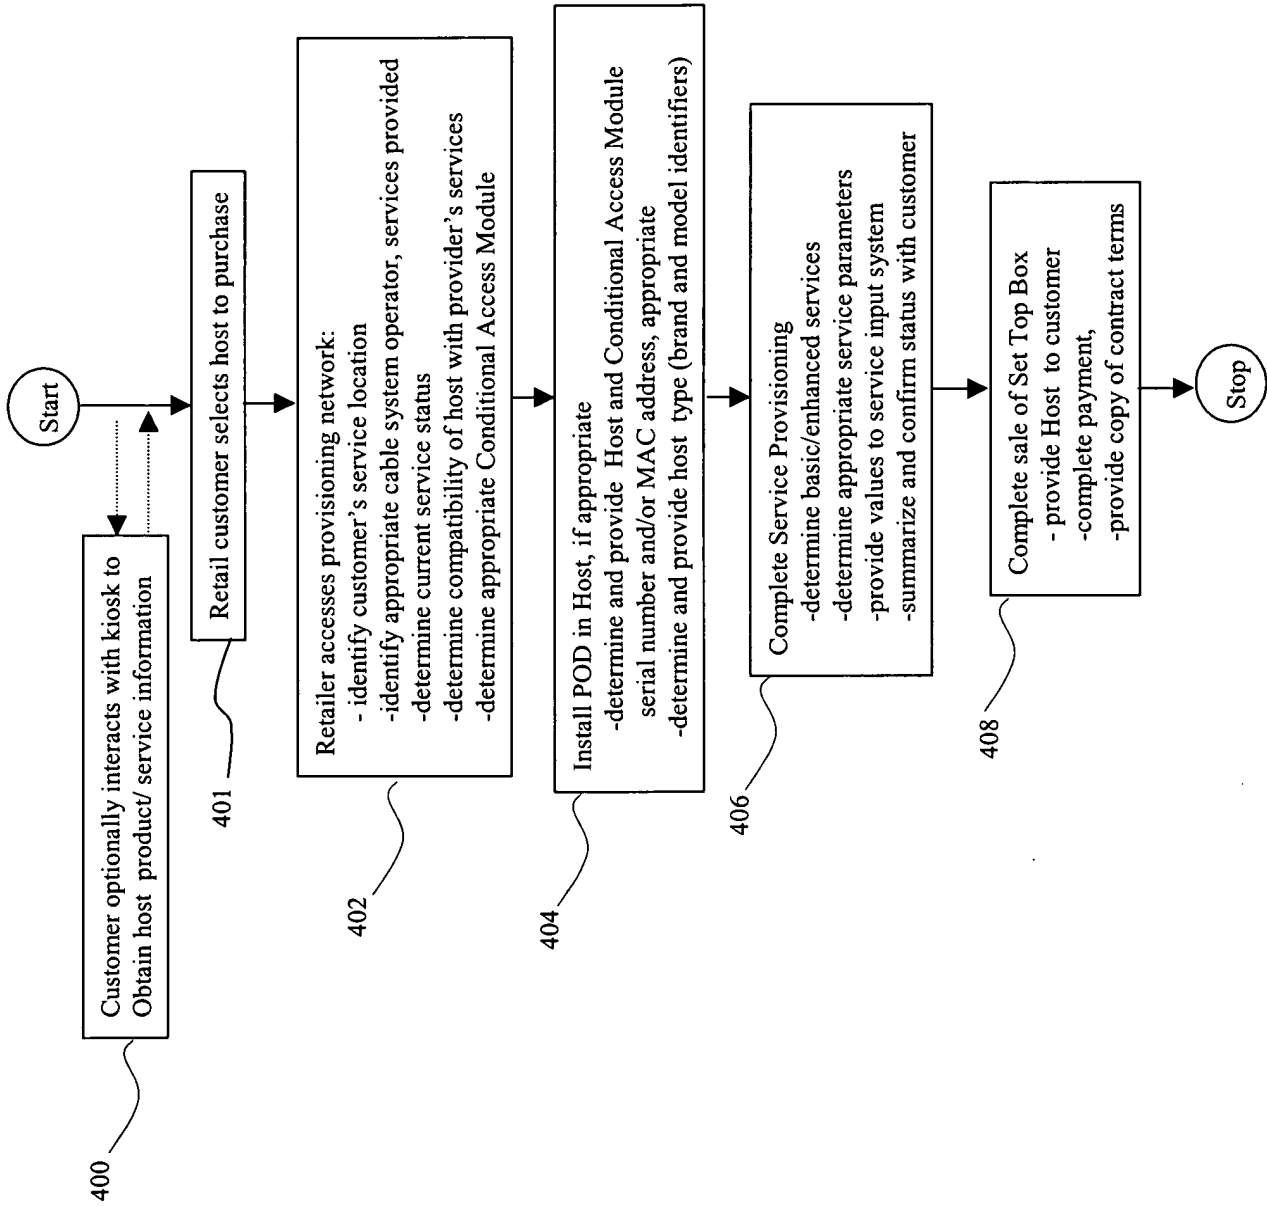 Start
Customer optionally interacts with kiosk to
Obtain host product/ service information
400
Retail customer selects host to purchase
401
Retailer accesses provisioning network:
- identify customer's service location
-identify appropriate cable system operator, services provided
-determine current service status
-determine compatibility of host with provider's services
-determine appropriate Conditional Access Module
402
Install POD in Host, if appropriate
-determine and provide Host and Conditional Access Module
serial number and/or MAC address, appropriate
-determine and provide host type (brand and model identifiers)
404
Complete Service Provisioning
-determine basic/enhanced services
-determine appropriate service parameters
-provide values to service input system
-summarize and confirm status with customer
406
Complete sale of Set Top Box
- provide Host to customer
-complete payment,
-provide copy of contract terms
408
Stop